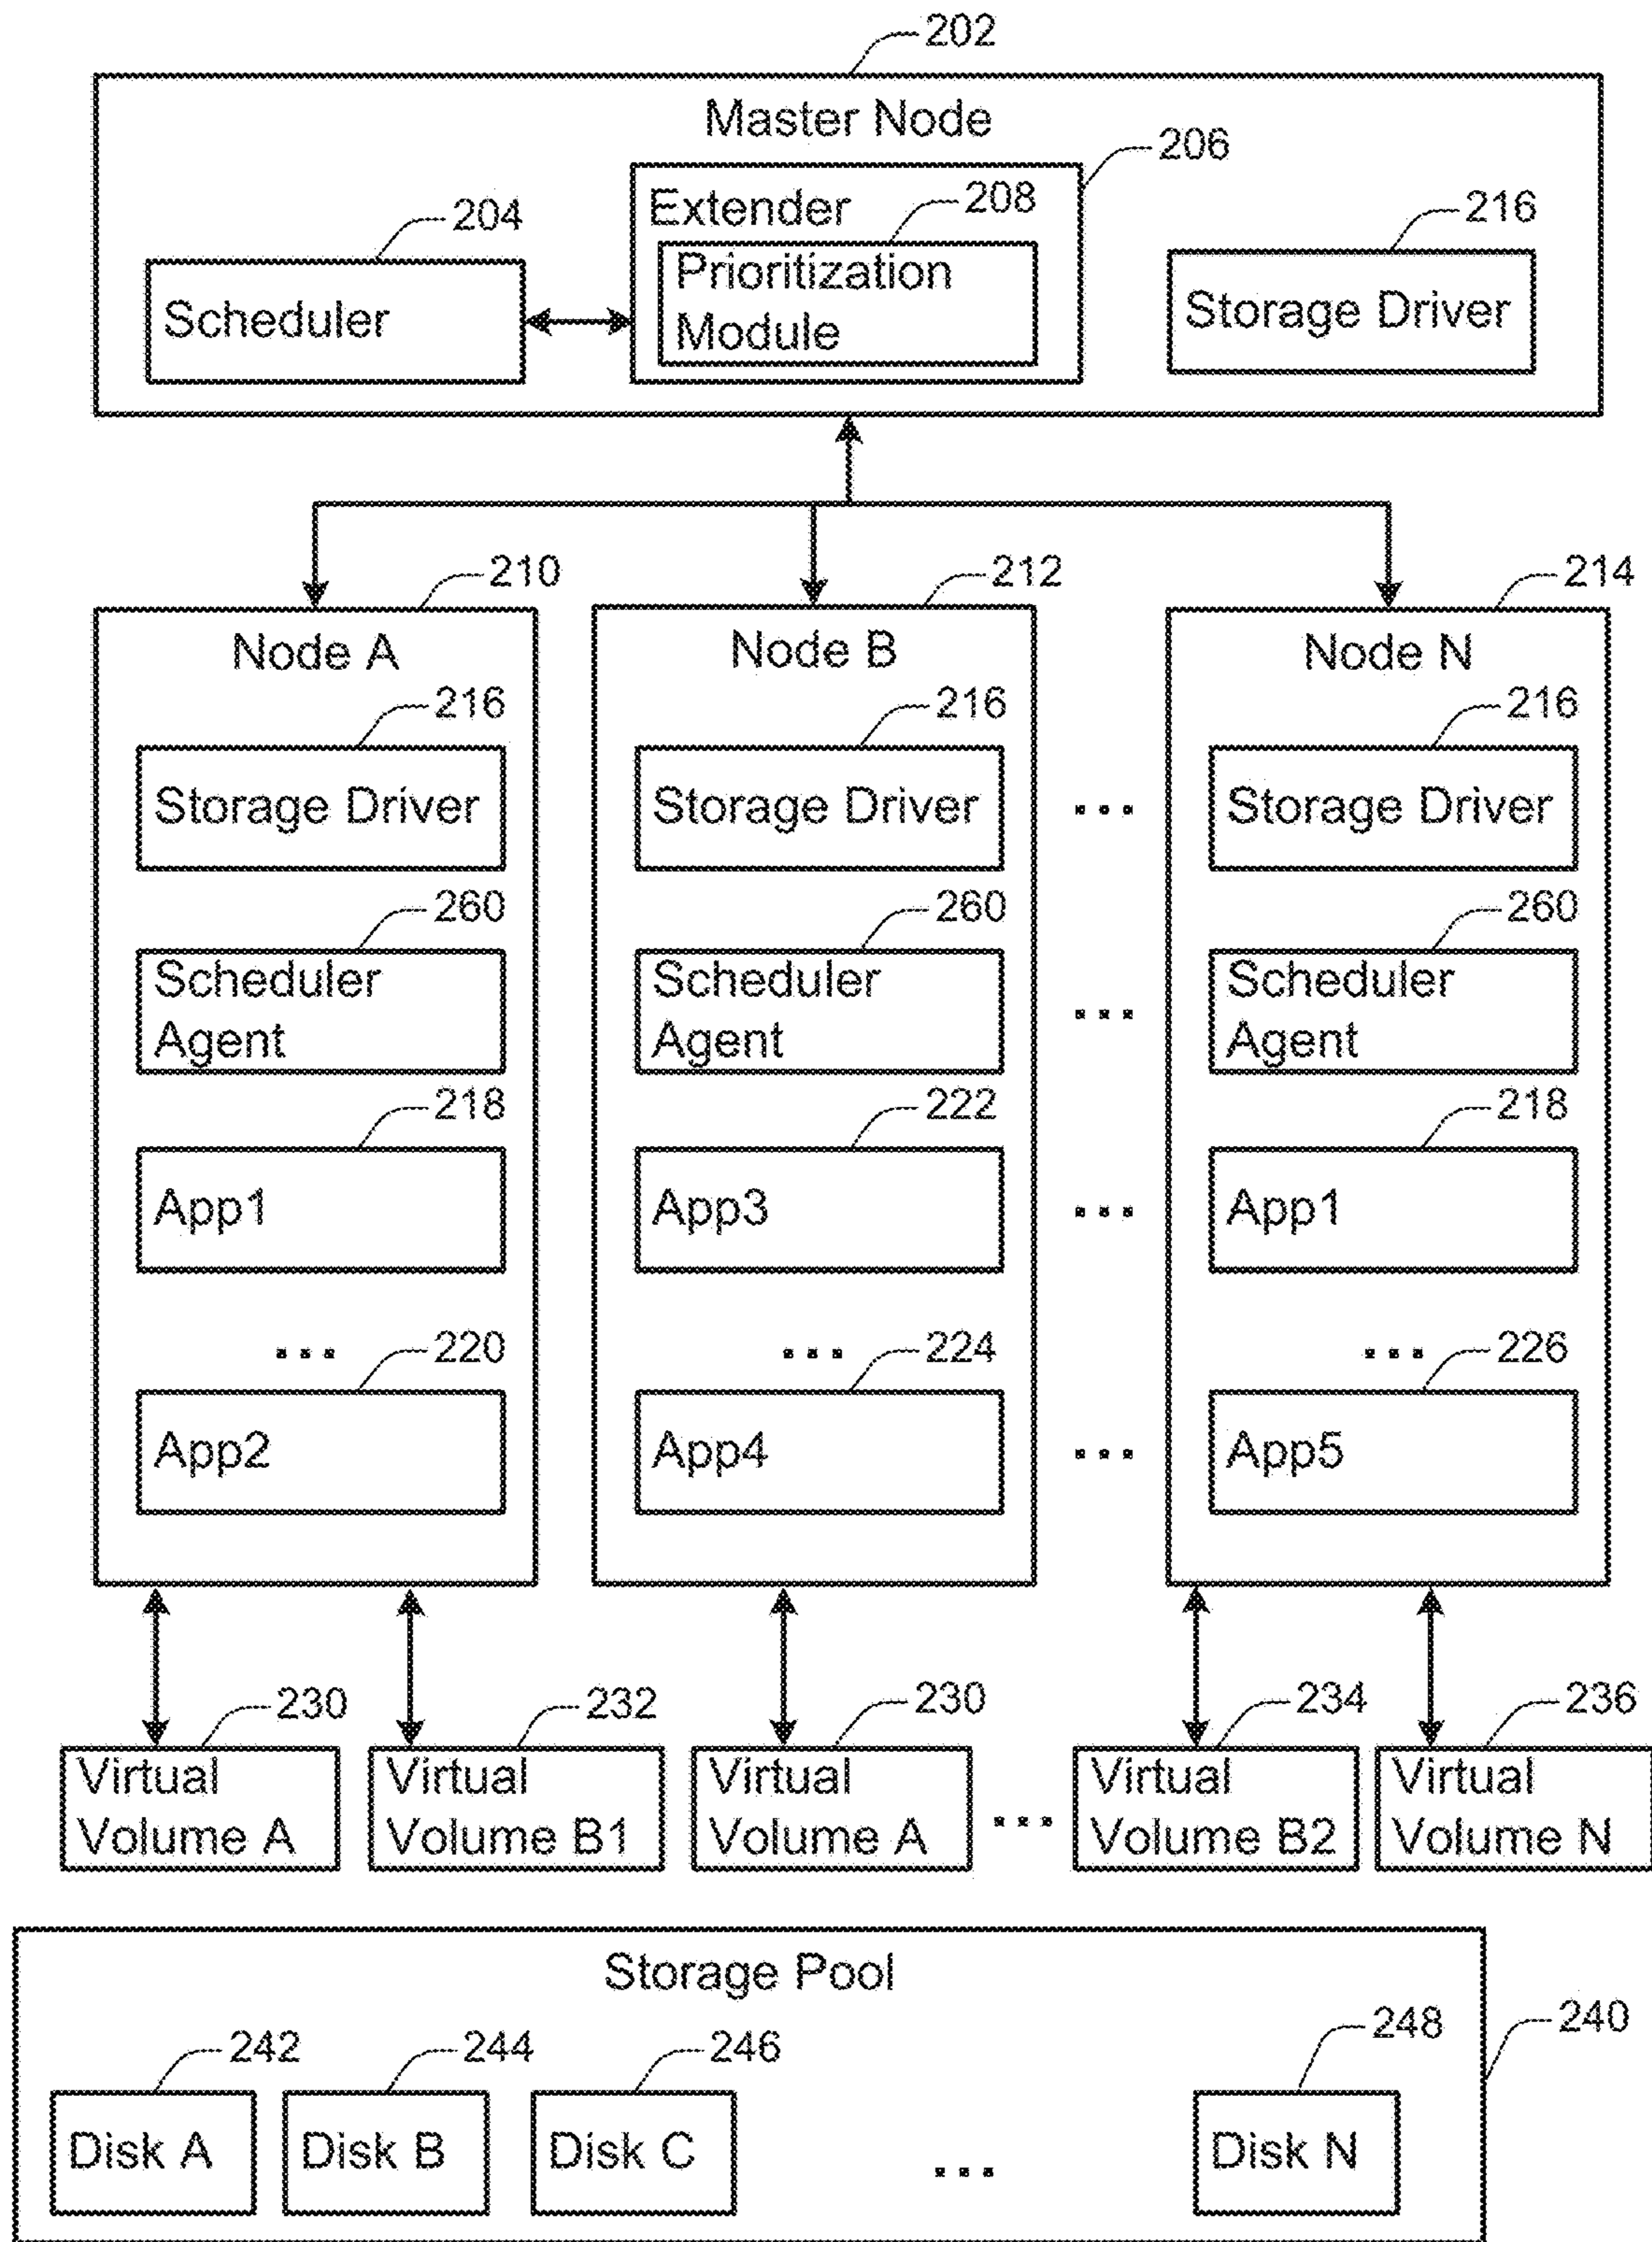 202
Master Node
206
Extender
208
204
216
Prioritization
Module
Scheduler
Storage Driver
210
212
214
Node A
Node B
Node N
216
216
216
Storage Driver
Storage Driver
...
Storage Driver
260
260
260
Scheduler
Agent
Scheduler
Agent
...
Scheduler
Agent
218
222
218
App1
App3
...
App1
...
220
...
224
...
226
App2
App4
...
App5
230
232
230
234
236
Virtual
Volume A
Virtual
Volume B1
Virtual
Volume A
...
Virtual
Volume B2
Virtual
Volume N
Storage Pool
240
242
244
246
248
Disk A
Disk B
Disk C
...
Disk N